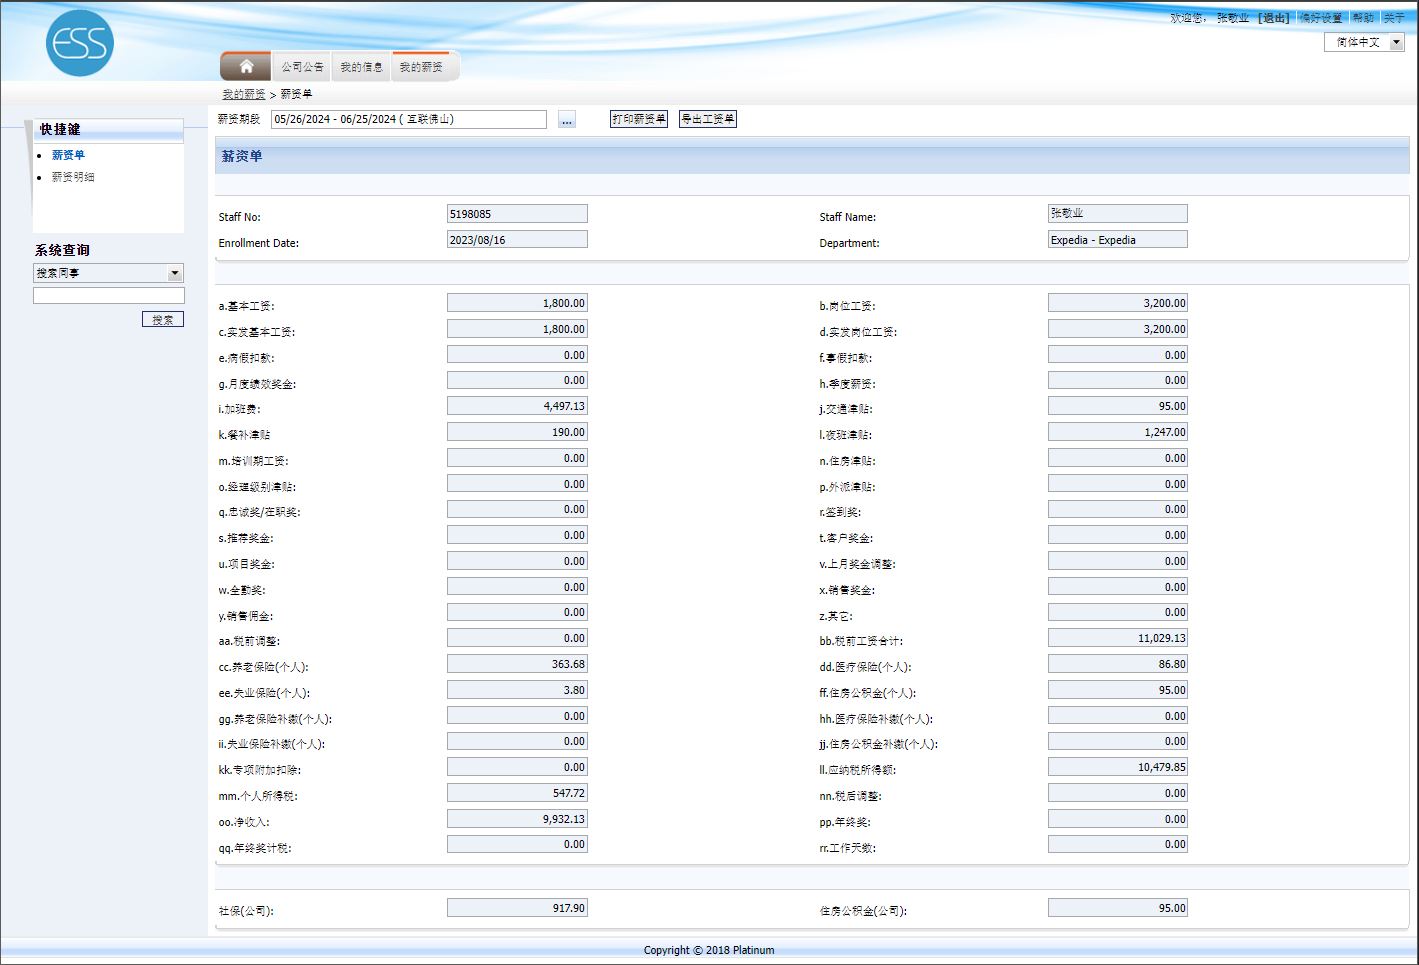 欢迎您， 张敬业 [退出] 偏好设置 帮助 关于
ESS
简体中文
公司公告 我的信息 我的薪资
我的薪资 > 薪资单
薪资期段 05/26/2024 - 06/25/2024 ( 互联佛山) ... 打印薪资单 导出工资单
快捷键
薪资单
薪资明细
系统查询
搜索同事
搜索
薪资单
Staff No: 5198085 Staff Name: 张敬业
Enrollment Date: 2023/08/16 Department: Expedia - Expedia
a.基本工资: 1,800.00 b.岗位工资: 3,200.00
c.实发基本工资: 1,800.00 d.实发岗位工资: 3,200.00
e.病假扣款: 0.00 f.事假扣款: 0.00
g.月度绩效奖金: 0.00 h.季度薪资: 0.00
i.加班费: 4,497.13 j.交通津贴: 95.00
k.餐补津贴 190.00 l.夜班津贴: 1,247.00
m.培训期工资: 0.00 n.住房津贴: 0.00
o.经理级别津贴: 0.00 p.外派津贴: 0.00
q.忠诚奖/在职奖: 0.00 r.签到奖: 0.00
s.推荐奖金: 0.00 t.客户奖金: 0.00
u.项目奖金: 0.00 v.上月奖金调整: 0.00
w.全勤奖: 0.00 x.销售奖金: 0.00
y.销售佣金: 0.00 z.其它: 0.00
aa.税前调整: 0.00 bb.税前工资合计: 11,029.13
cc.养老保险(个人): 363.68 dd.医疗保险(个人): 86.80
ee.失业保险(个人): 3.80 ff.住房公积金(个人): 95.00
gg.养老保险补缴(个人): 0.00 hh.医疗保险补缴(个人): 0.00
ii.失业保险补缴(个人): 0.00 jj.住房公积金补缴(个人): 0.00
kk.专项附加扣除: 0.00 ll.应纳税所得额: 10,479.85
mm.个人所得税: 547.72 nn.税后调整: 0.00
oo.净收入: 9,932.13 pp.年终奖: 0.00
qq.年终奖计税: 0.00 rr.工作天数: 0.00
社保(公司): 917.90 住房公积金(公司): 95.00
Copyright © 2018 Platinum